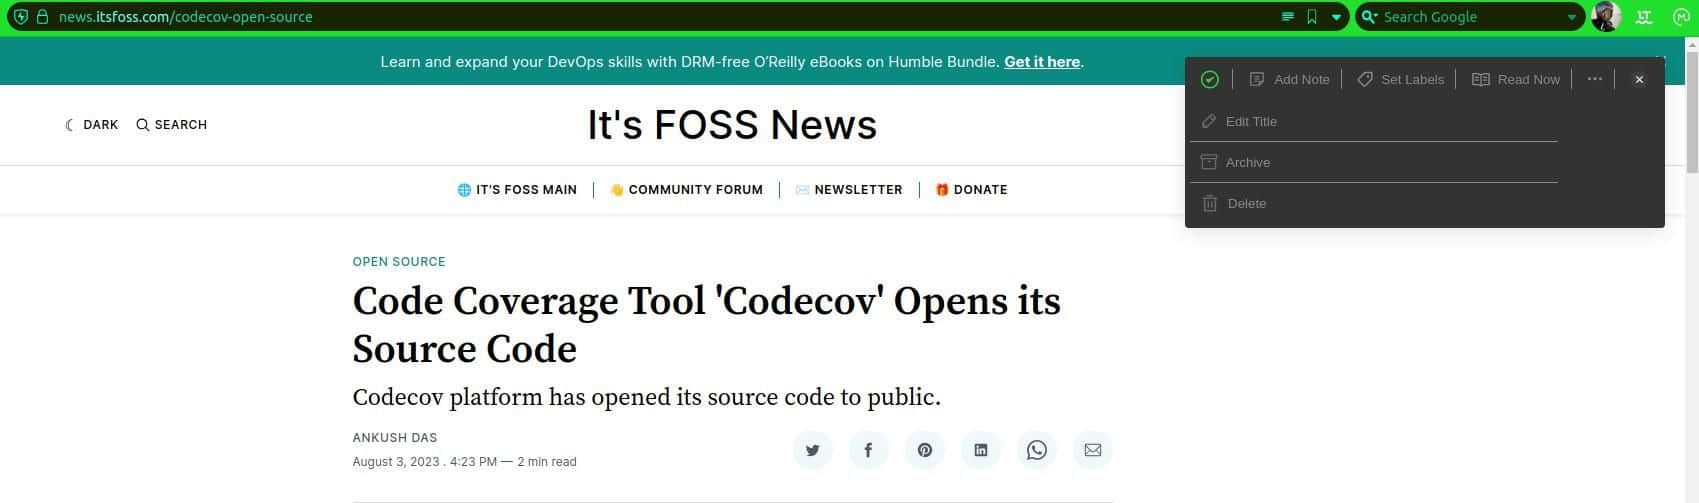 news.itsfoss.com/codecov-open-source
Search Google
LT
Learn and expand your DevOps skills with DRM-free O'Reilly eBooks on Humble Bundle. Get it here.
Add Note
Set Labels
Read Now
Edit Title
Archive
Delete
DARK
SEARCH
It's FOSS News
IT'S FOSS MAIN
COMMUNITY FORUM
NEWSLETTER
DONATE
OPEN SOURCE
Code Coverage Tool 'Codecov' Opens its
Source Code
Codecov platform has opened its source code to public.
ANKUSH DAS
August 3, 2023 . 4:23 PM — 2 min read